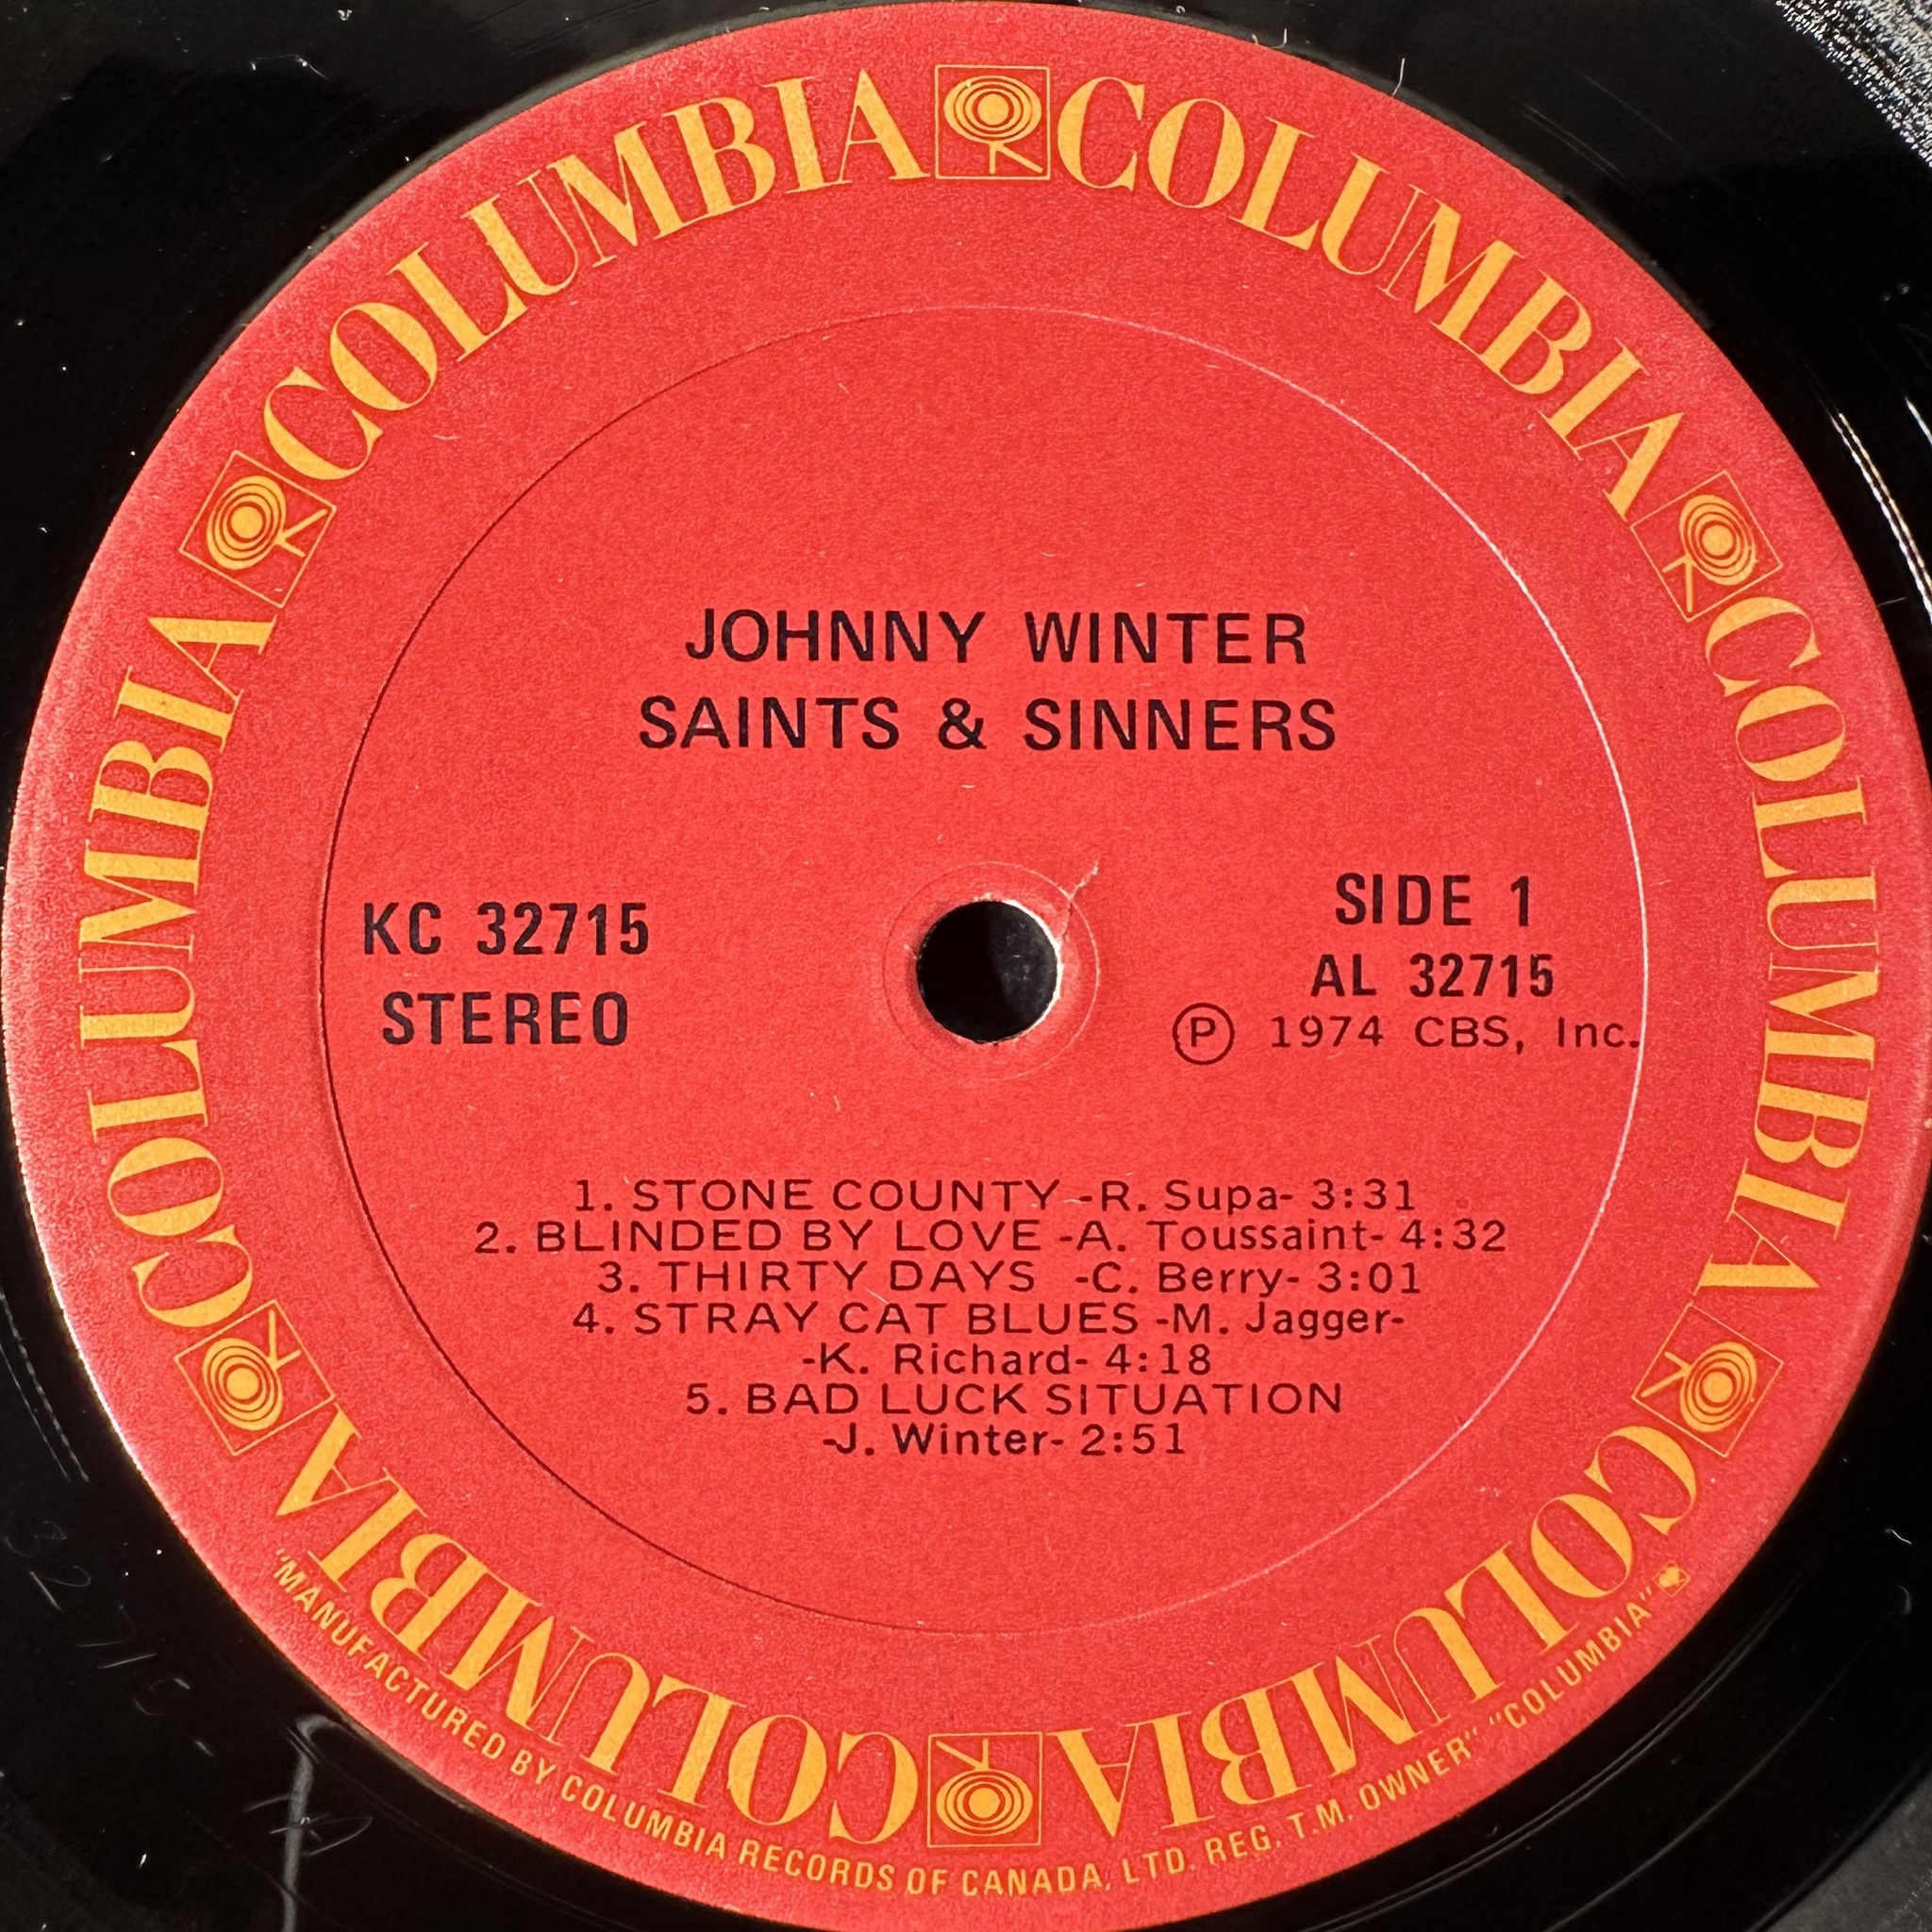 COLUMBIA COLUMBIA COLUMBIA COLUMBIA COLUMBIA COLUMBIA
JOHNNY WINTER
SAINTS & SINNERS
KC 32715
STEREO
SIDE 1
AL 32715
Ⓟ 1974 CBS, Inc.
1. STONE COUNTY -R. Supa- 3:31
2. BLINDED BY LOVE -A. Toussaint- 4:32
3. THIRTY DAYS -C. Berry- 3:01
4. STRAY CAT BLUES -M. Jagger-
-K. Richard- 4:18
5. BAD LUCK SITUATION
-J. Winter- 2:51
"MANUFACTURED BY COLUMBIA RECORDS OF CANADA, LTD. REG. T.M. OWNER" "COLUMBIA"
32715